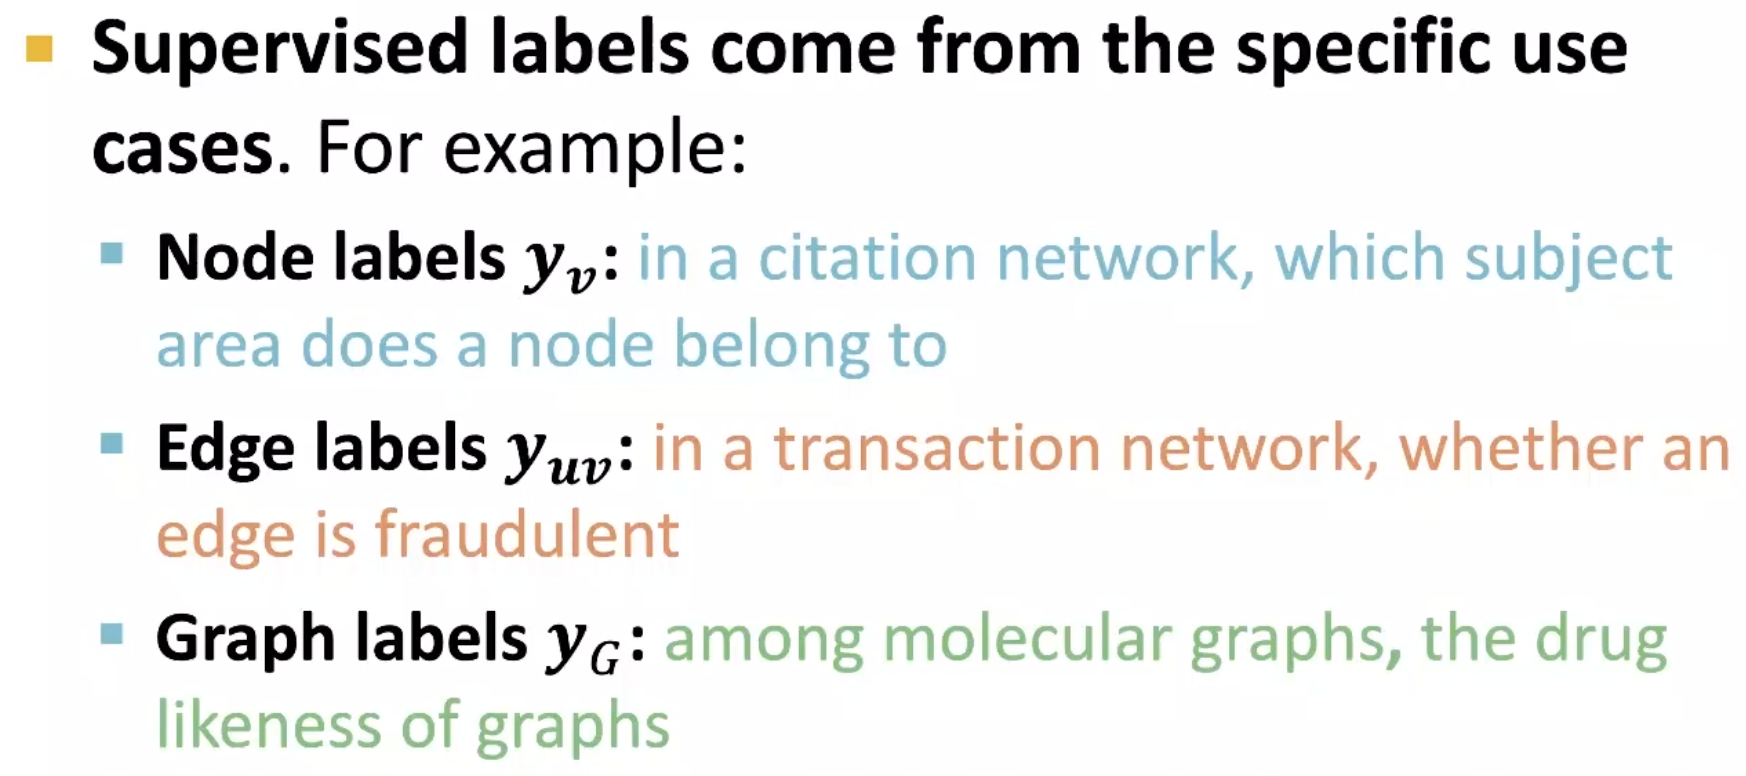 Supervised labels come from the specific use
cases. For example:
Node labels y_v: in a citation network, which subject
area does a node belong to
Edge labels y_uv: in a transaction network, whether an
edge is fraudulent
Graph labels y_G: among molecular graphs, the drug
likeness of graphs